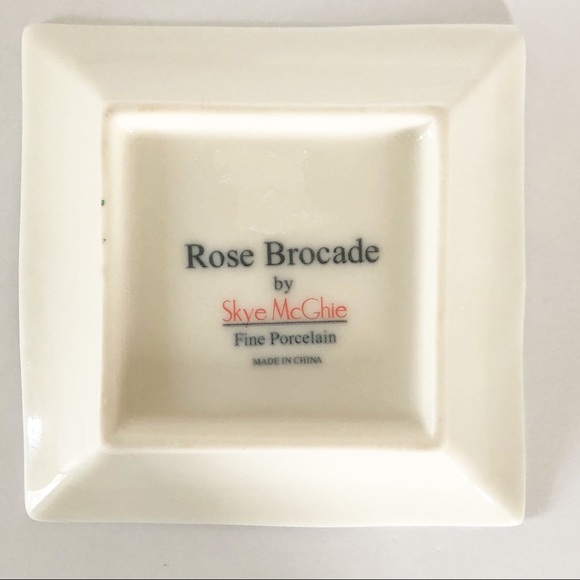 Rose Brocade
by
Skye McGhie
Fine Porcelain
MADE IN CHINA